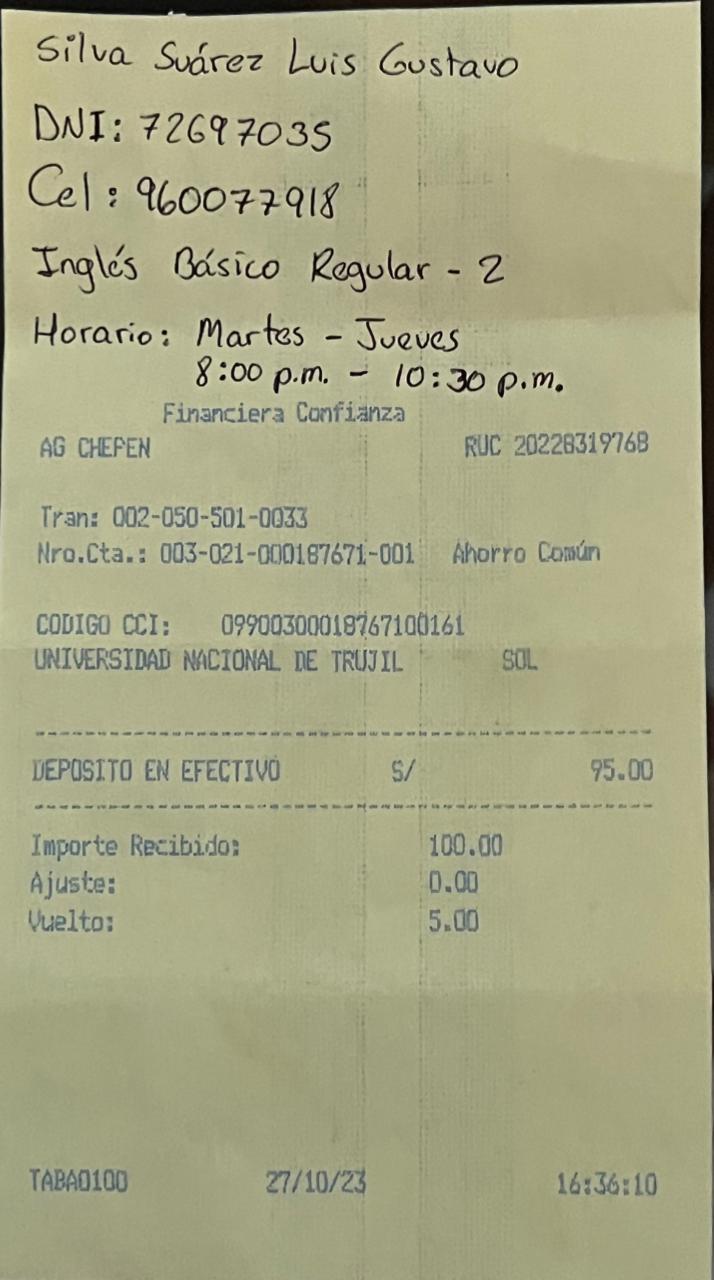 Silva Suárez Luis Gustavo
DNI: 72697035
Cel: 960077918
Inglés Básico Regular - 2
Horario: Martes - Jueves
8:00 p.m. - 10:30 p.m.
Financiera Confianza
AG CHEPEN RUC 20228319768
Tran: 002-050-501-0033
Nro.Cta.: 003-021-000187671-001 Ahorro Común
CODIGO CCI: 09900300018767100161
UNIVERSIDAD NACIONAL DE TRUJIL SOL
DEPOSITO EN EFECTIVO S/ 95.00
Importe Recibido: 100.00
Ajuste: 0.00
Vuelto: 5.00
TABA0100 27/10/23 16:36:10